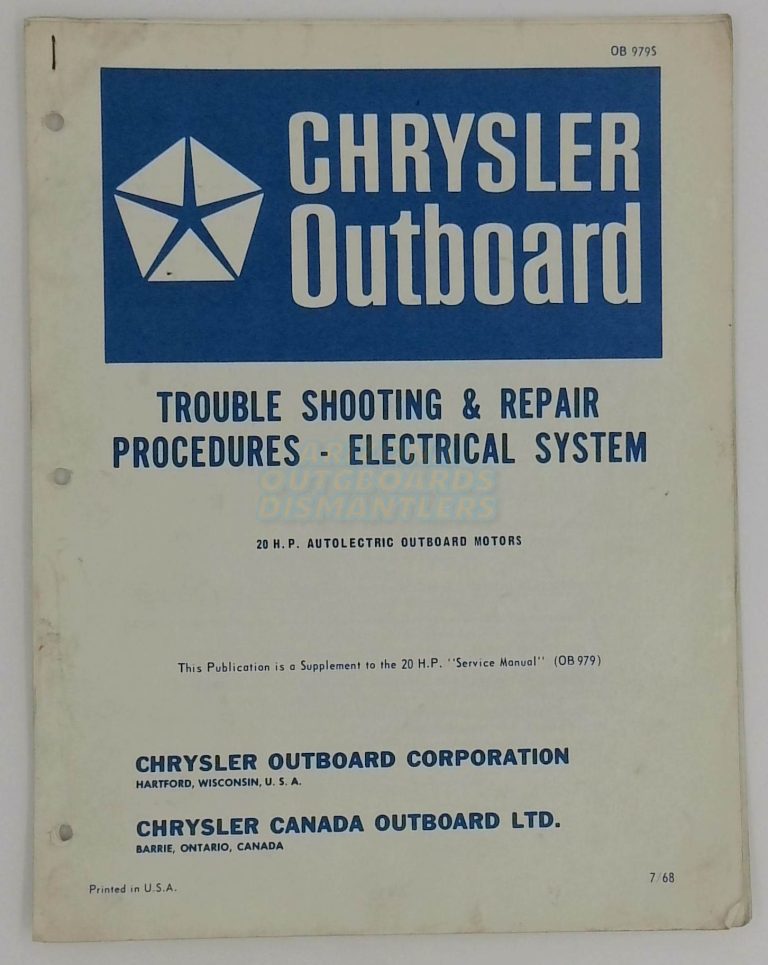 OB 979S
CHRYSLER
Outboard
TROUBLE SHOOTING & REPAIR
PROCEDURES - ELECTRICAL SYSTEM
OUTGBOARDS
DISMANTLERS
20 H.P. AUTOLECTRIC OUTBOARD MOTORS
This Publication is a Supplement to the 20 H.P. "Service Manual" (OB 979)
CHRYSLER OUTBOARD CORPORATION
HARTFORD, WISCONSIN, U. S. A.
CHRYSLER CANADA OUTBOARD LTD.
BARRIE, ONTARIO, CANADA
Printed in U.S.A.
7/68